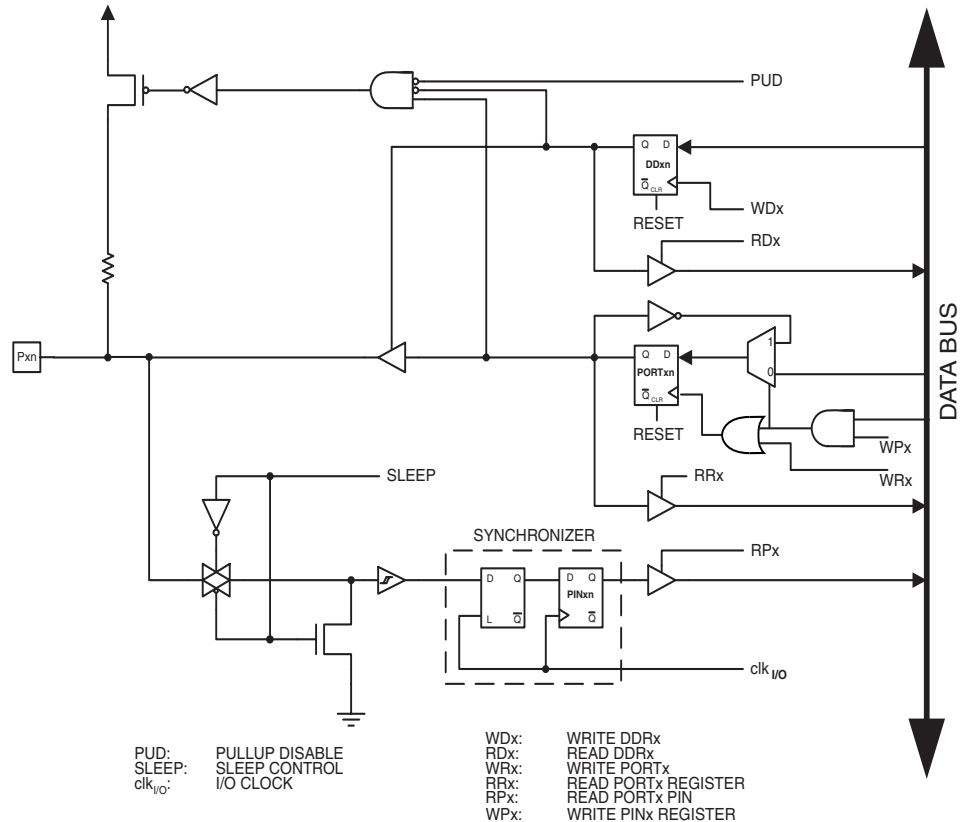 PUD
Q D
DDxn
Q CLR
WDx
RESET
RDx
Pxn
1
Q D
PORTxn
0
Q CLR
RESET
WPx
WRx
DATA BUS
SLEEP
RRx
SYNCHRONIZER
RPx
D Q
D Q
PINxn
L Q
Q
clk I/O
PUD: PULLUP DISABLE
SLEEP: SLEEP CONTROL
clkI/O: I/O CLOCK
WDx: WRITE DDRx
RDx: READ DDRx
WRx: WRITE PORTx
RRx: READ PORTx REGISTER
RPx: READ PORTx PIN
WPx: WRITE PINx REGISTER